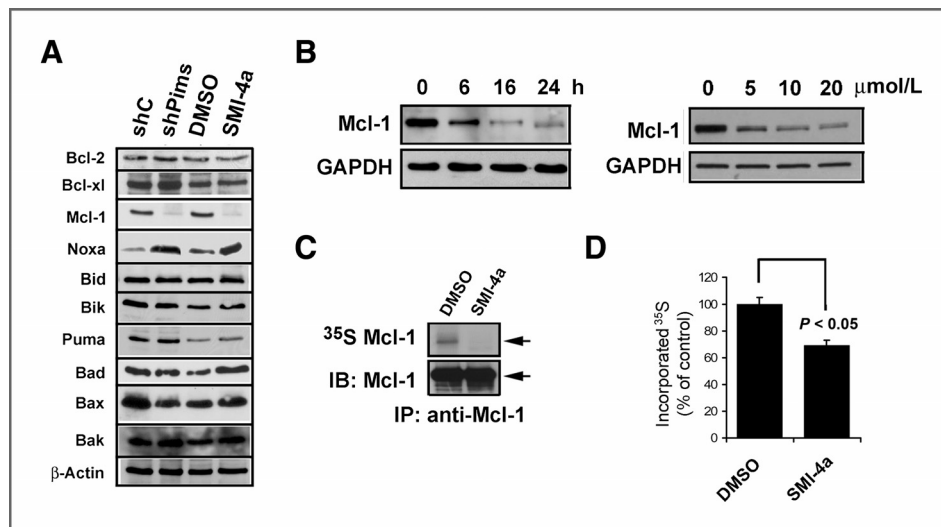 A
shC
shPims
DMSO
SMI-4a
Bcl-2
Bcl-xl
Mcl-1
Noxa
Bid
Bik
Puma
Bad
Bax
Bak
β-Actin
B
0 6 16 24 h
Mcl-1
GAPDH
0 5 10 20 μmol/L
Mcl-1
GAPDH
C
DMSO
SMI-4a
³⁵S Mcl-1
IB: Mcl-1
IP: anti-Mcl-1
D
Incorporated ³⁵S
(% of control)
120
100
80
60
40
20
0
P < 0.05
DMSO
SMI-4a